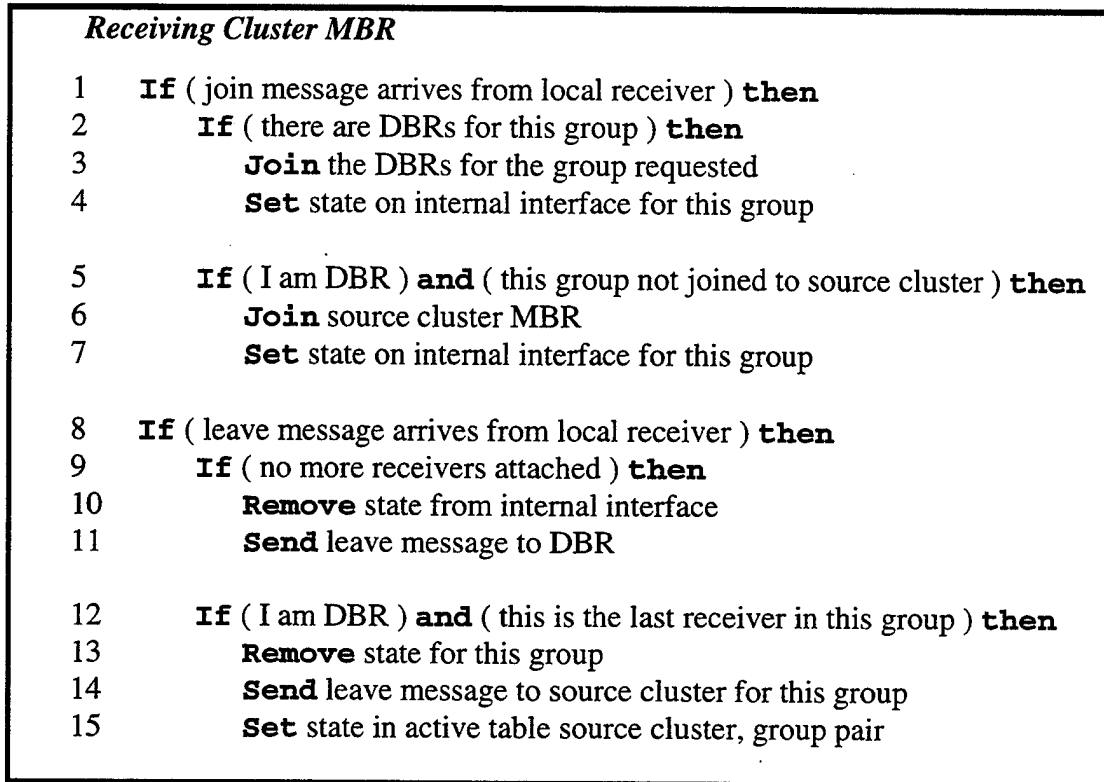 Receiving Cluster MBR
1 If ( join message arrives from local receiver ) then
2 If ( there are DBRs for this group ) then
3 Join the DBRs for the group requested
4 Set state on internal interface for this group
5 If ( I am DBR ) and ( this group not joined to source cluster ) then
6 Join source cluster MBR
7 Set state on internal interface for this group
8 If ( leave message arrives from local receiver ) then
9 If ( no more receivers attached ) then
10 Remove state from internal interface
11 Send leave message to DBR
12 If ( I am DBR ) and ( this is the last receiver in this group ) then
13 Remove state for this group
14 Send leave message to source cluster for this group
15 Set state in active table source cluster, group pair